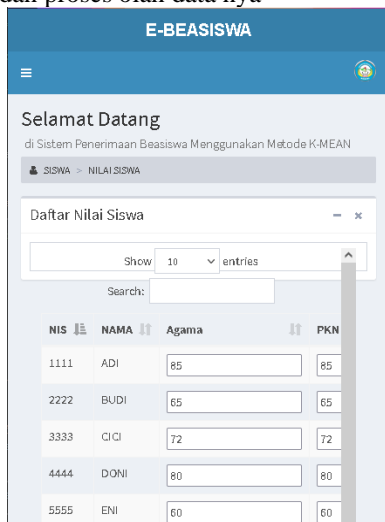 dan proses olah data nya
E-BEASISWA
Selamat Datang
di Sistem Penerimaan Beasiswa Menggunakan Metode K-MEAN
SISWA > NILAI SISWA
Daftar Nilai Siswa
Show 10 entries
Search:
NIS NAMA Agama PKN
1111 ADI 85 85
2222 BUDI 65 65
3333 CICI 72 72
4444 DONI 80 80
5555 ENI 60 60